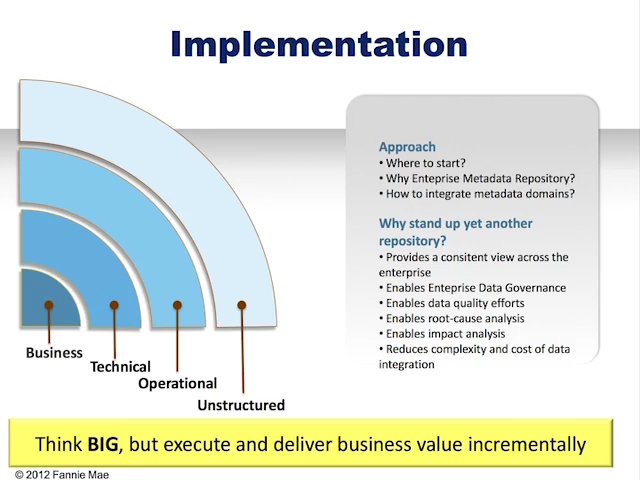 Implementation
Approach
• Where to start?
• Why Enteprise Metadata Repository?
• How to integrate metadata domains?
Why stand up yet another
repository?
• Provides a consitent view across the
enterprise
• Enables Enteprise Data Governance
• Enables data quality efforts
• Enables root-cause analysis
• Enables impact analysis
• Reduces complexity and cost of data
integration
Business
Technical
Operational
Unstructured
Think BIG, but execute and deliver business value incrementally
© 2012 Fannie Mae